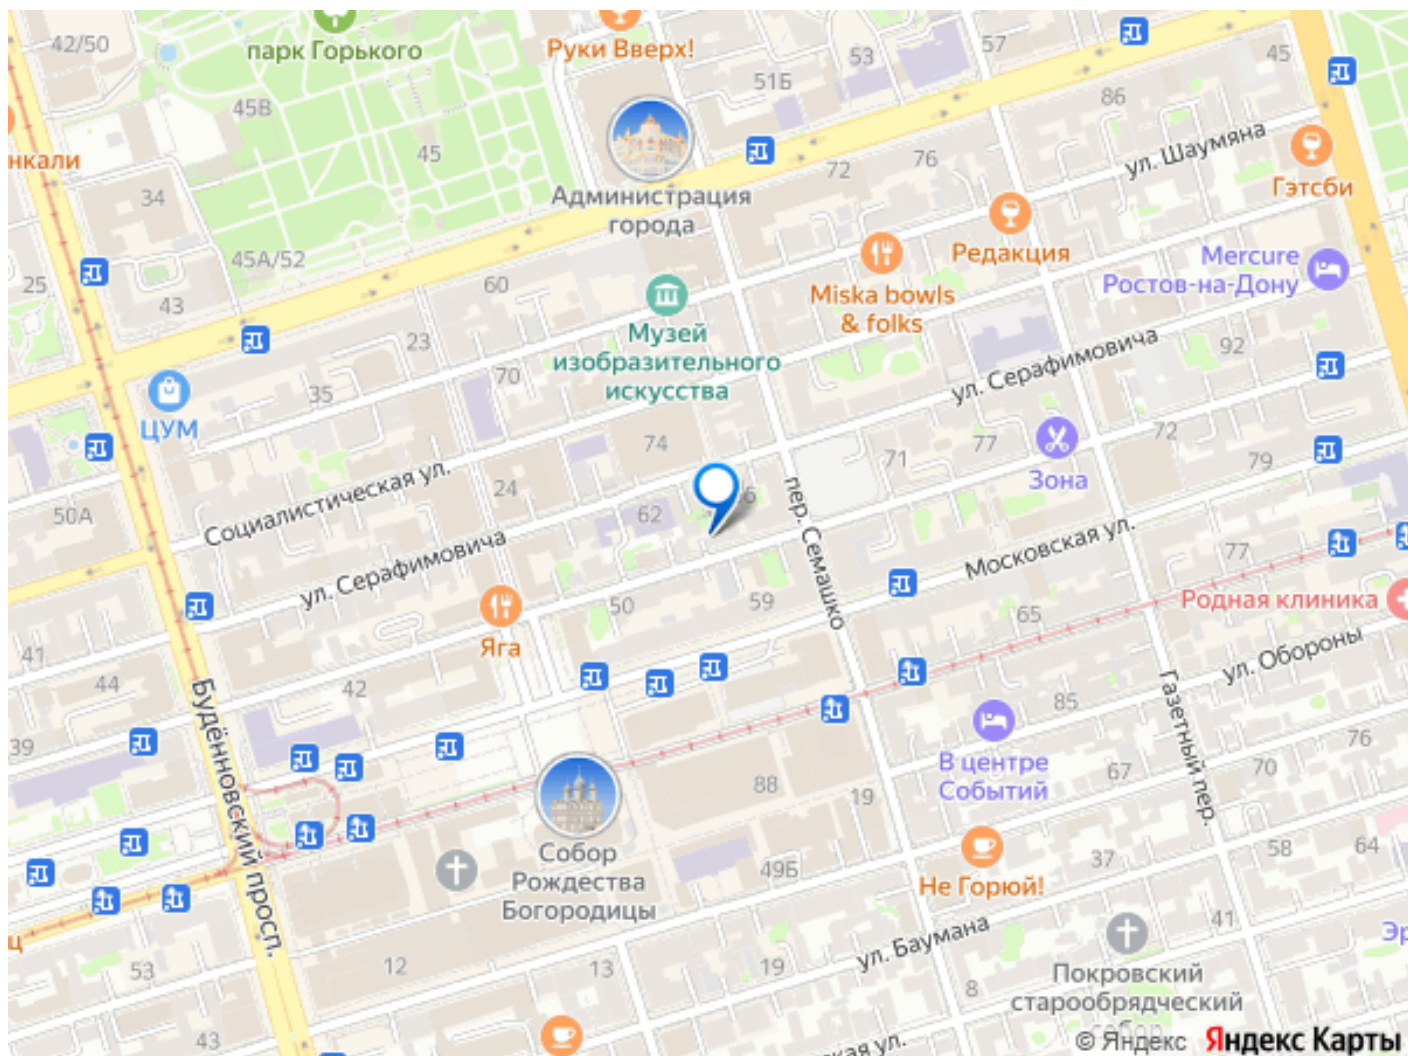 42/50
парк Горького
Руки Вверх!
53
57
45
51Б
45В
86
нкали
45
ул. Шаумяна
72
76
Гэтсби
34
Администрация
города
Редакция
45А/52
Mercure
Ростов-на-Дону
25
43
60
Miska bowls
& folks
Музей
изобразительного
искусства
23
92
70
ул. Серафимовича
35
ЦУМ
74
77
72
71
79
Зона
Социалистическая ул.
24
50А
62
пер. Семашко
ул. Серафимовича
Московская ул.
77
50
59
65
Родная клиника
Яга
41
ул. Обороны
44
42
85
Будённовский просп.
Газетный пер.
39
76
В центре
Событий
67
70
88
19
Собор
Рождества
Богородицы
49Б
37
58
64
Не Горюй!
41
ц
ул. Баумана
Эр
53
12
13
19
Покровский
старообрядческий
собор
8
43
ская ул.
© Яндекс Яндекс Карты